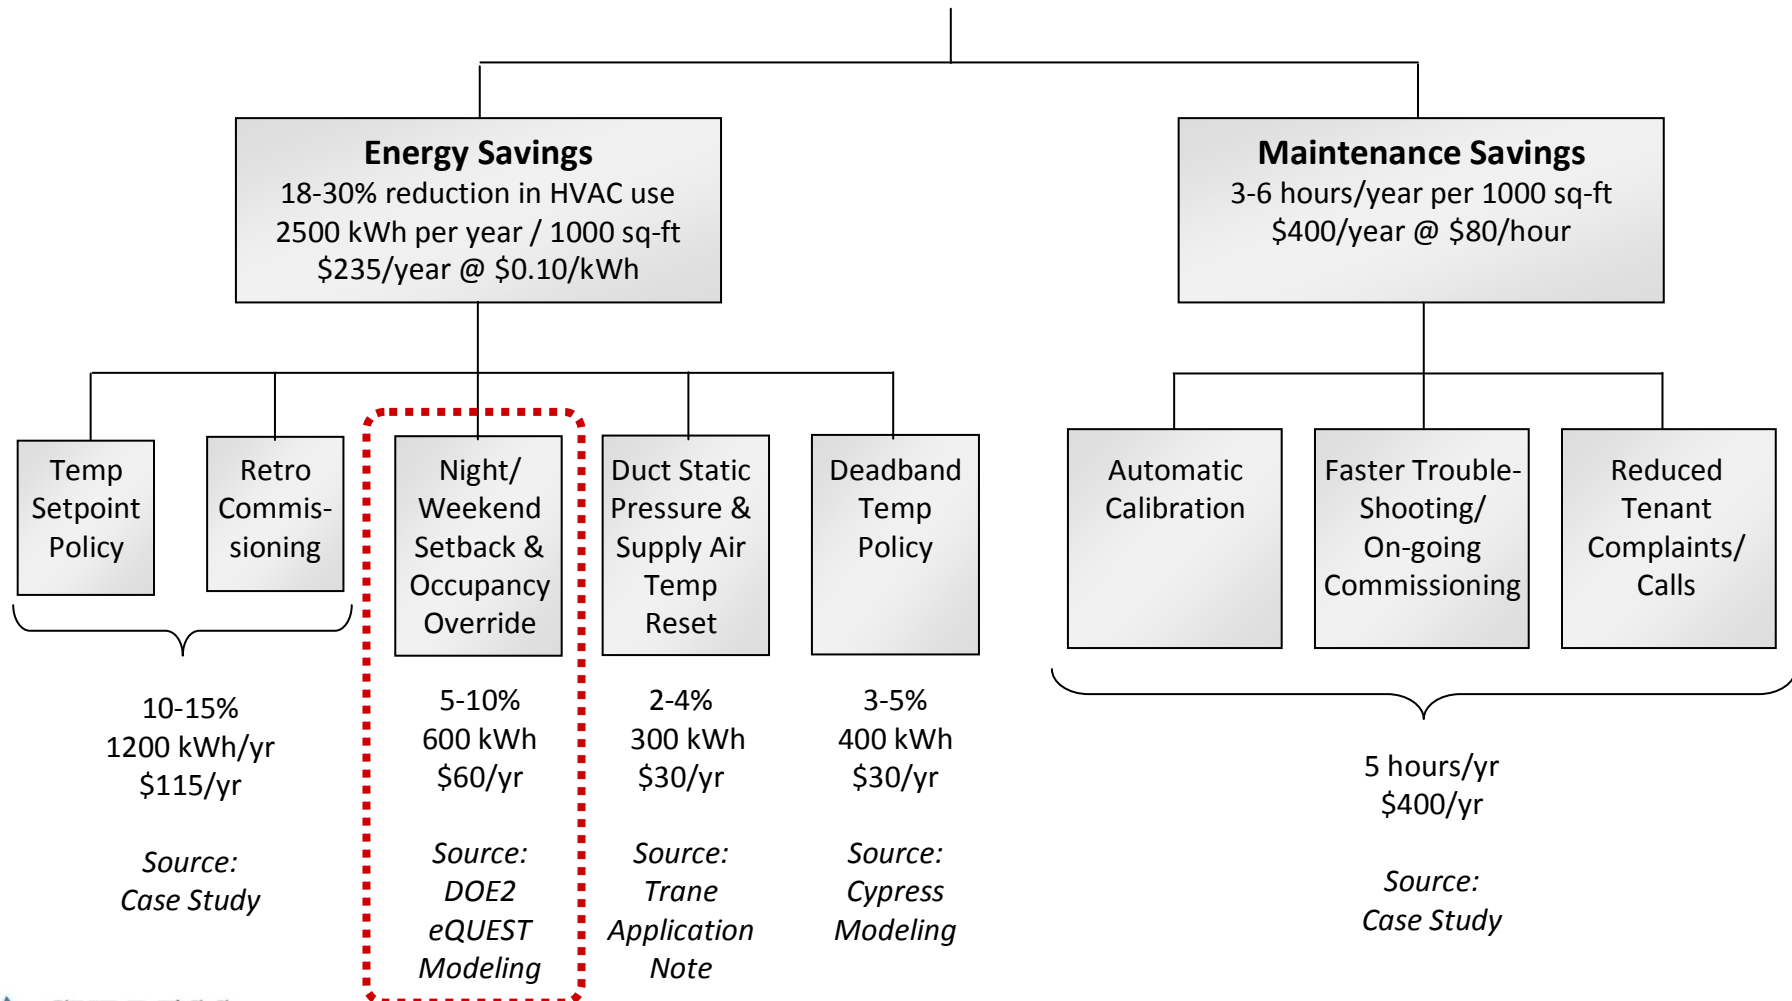 Energy Savings
18-30% reduction in HVAC use
2500 kWh per year / 1000 sq-ft
$235/year @ $0.10/kWh
Maintenance Savings
3-6 hours/year per 1000 sq-ft
$400/year @ $80/hour
Temp
Setpoint
Policy
Retro
Commis-
sioning
Night/
Weekend
Setback &
Occupancy
Override
Duct Static
Pressure &
Supply Air
Temp
Reset
Deadband
Temp
Policy
Automatic
Calibration
Faster Trouble-
Shooting/
On-going
Commissioning
Reduced
Tenant
Complaints/
Calls
10-15%
1200 kWh/yr
$115/yr
Source:
Case Study
5-10%
600 kWh
$60/yr
Source:
DOE2
eQUEST
Modeling
2-4%
300 kWh
$30/yr
Source:
Trane
Application
Note
3-5%
400 kWh
$30/yr
Source:
Cypress
Modeling
5 hours/yr
$400/yr
Source:
Case Study